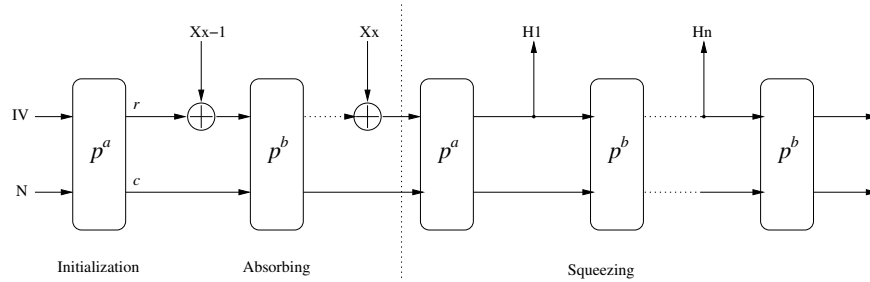 Xx−1 Xx H1 Hn
IV r
p^a p^b p^a p^b p^b
N c
Initialization Absorbing Squeezing